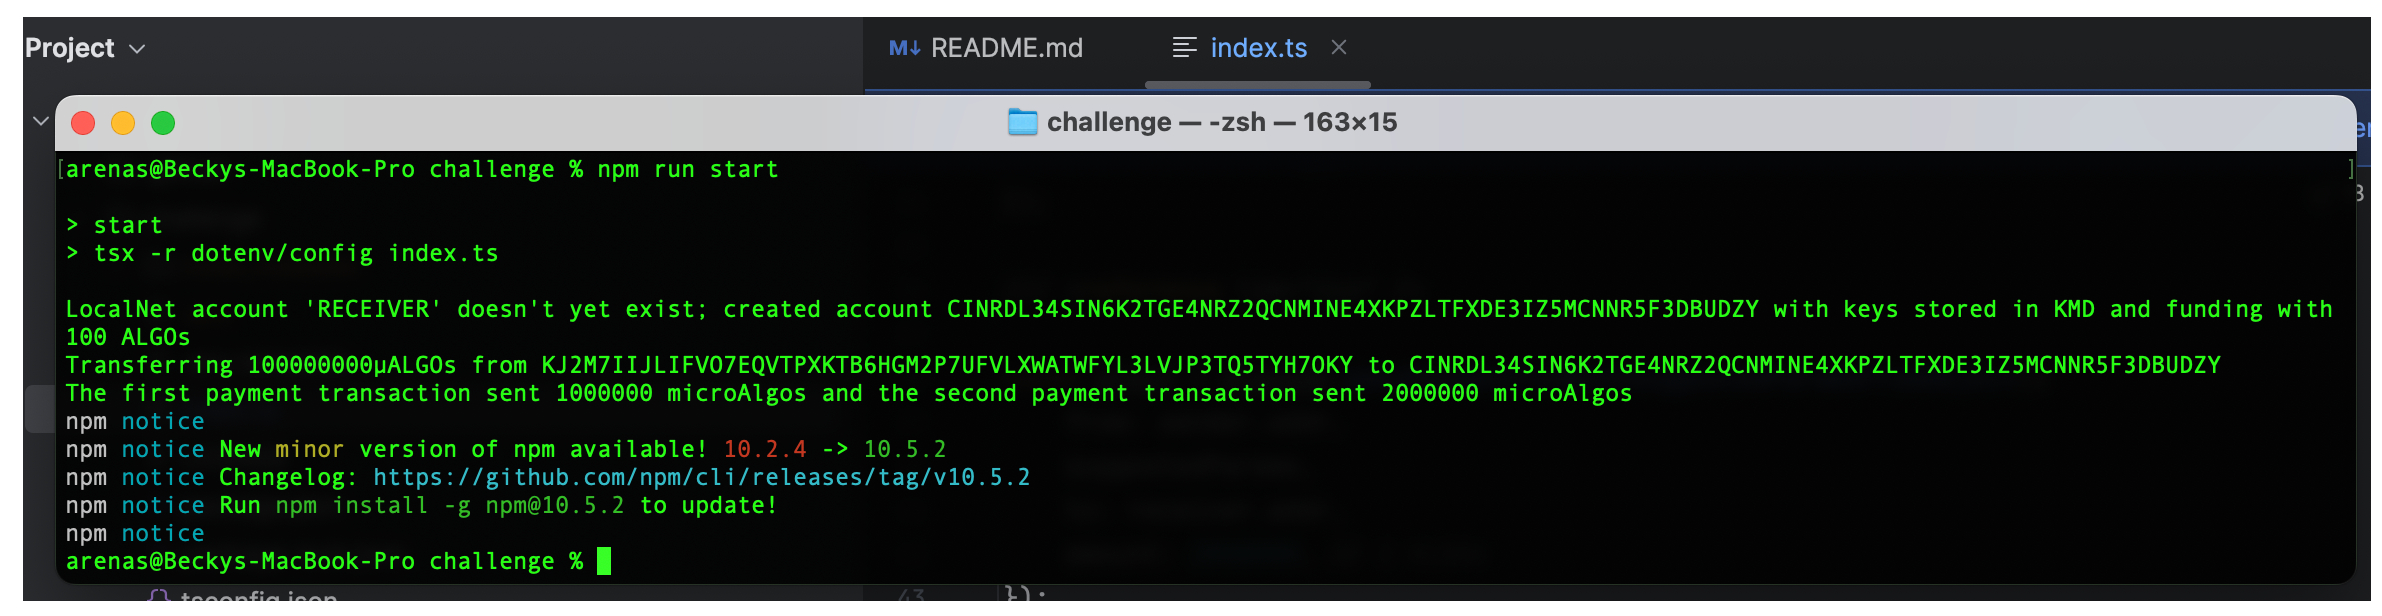 Project
README.md
index.ts
challenge — -zsh — 163×15
[arenas@Beckys-MacBook-Pro challenge % npm run start ]
> start
> tsx -r dotenv/config index.ts
LocalNet account 'RECEIVER' doesn't yet exist; created account CINRDL34SIN6K2TGE4NRZ2QCNMINE4XKPZLTFXDE3IZ5MCNNR5F3DBUDZY with keys stored in KMD and funding with
100 ALGOs
Transferring 100000000µALGOs from KJ2M7IIJLIFVO7EQVTPXKTB6HGM2P7UFVLXWATWFYL3LVJP3TQ5TYH7OKY to CINRDL34SIN6K2TGE4NRZ2QCNMINE4XKPZLTFXDE3IZ5MCNNR5F3DBUDZY
The first payment transaction sent 1000000 microAlgos and the second payment transaction sent 2000000 microAlgos
npm notice
npm notice New minor version of npm available! 10.2.4 -> 10.5.2
npm notice Changelog: https://github.com/npm/cli/releases/tag/v10.5.2
npm notice Run npm install -g npm@10.5.2 to update!
npm notice
arenas@Beckys-MacBook-Pro challenge %
{} tsconfig.json
43 });